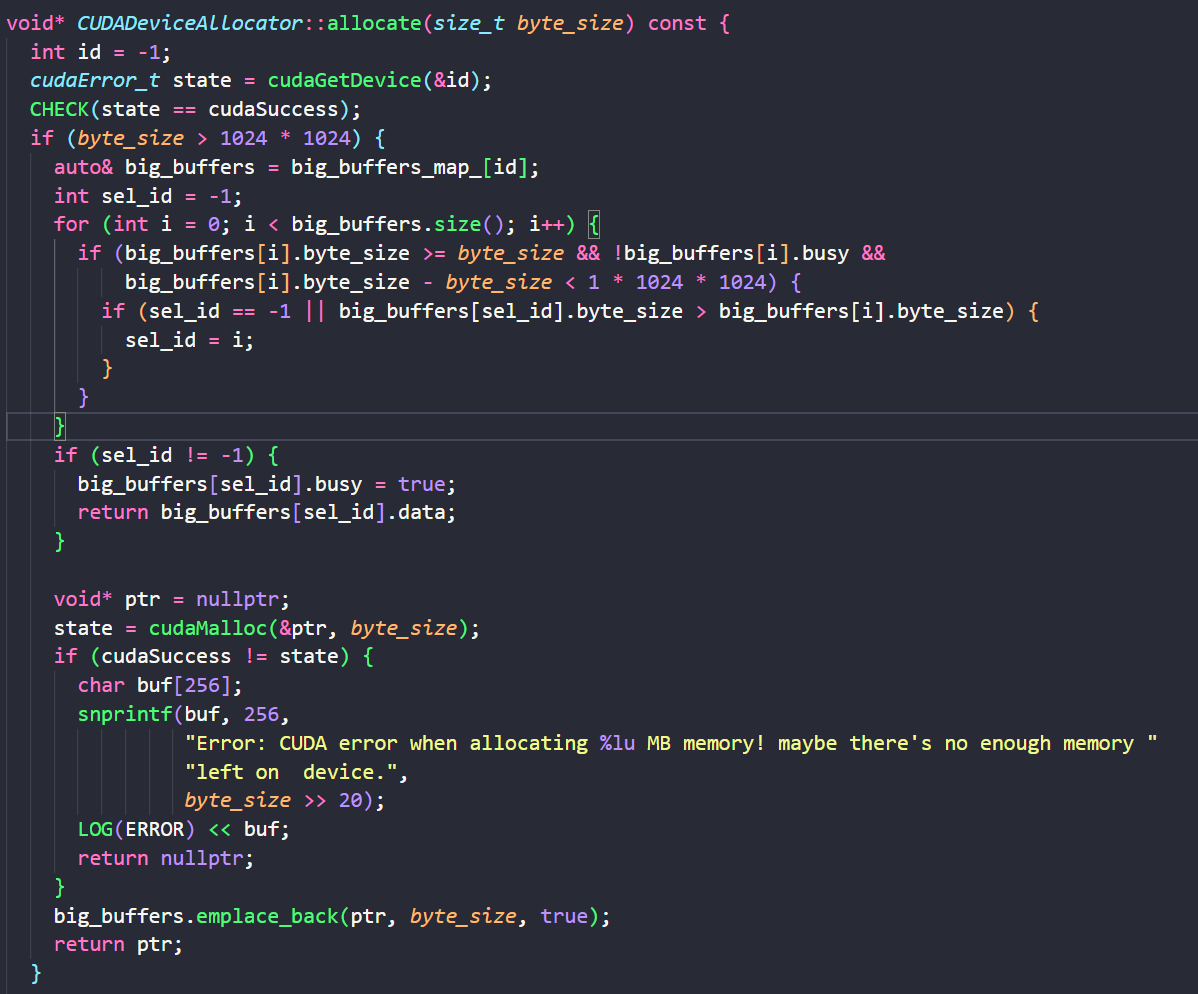 void* CUDADeviceAllocator::allocate(size_t byte_size) const {
  int id = -1;
  cudaError_t state = cudaGetDevice(&id);
  CHECK(state == cudaSuccess);
  if (byte_size > 1024 * 1024) {
    auto& big_buffers = big_buffers_map_[id];
    int sel_id = -1;
    for (int i = 0; i < big_buffers.size(); i++) {
      if (big_buffers[i].byte_size >= byte_size && !big_buffers[i].busy &&
          big_buffers[i].byte_size - byte_size < 1 * 1024 * 1024) {
        if (sel_id == -1 || big_buffers[sel_id].byte_size > big_buffers[i].byte_size) {
          sel_id = i;
        }
      }
    }
    if (sel_id != -1) {
      big_buffers[sel_id].busy = true;
      return big_buffers[sel_id].data;
    }

    void* ptr = nullptr;
    state = cudaMalloc(&ptr, byte_size);
    if (cudaSuccess != state) {
      char buf[256];
      snprintf(buf, 256,
               "Error: CUDA error when allocating %lu MB memory! maybe there's no enough memory "
               "left on  device.",
               byte_size >> 20);
      LOG(ERROR) << buf;
      return nullptr;
    }
    big_buffers.emplace_back(ptr, byte_size, true);
    return ptr;
  }